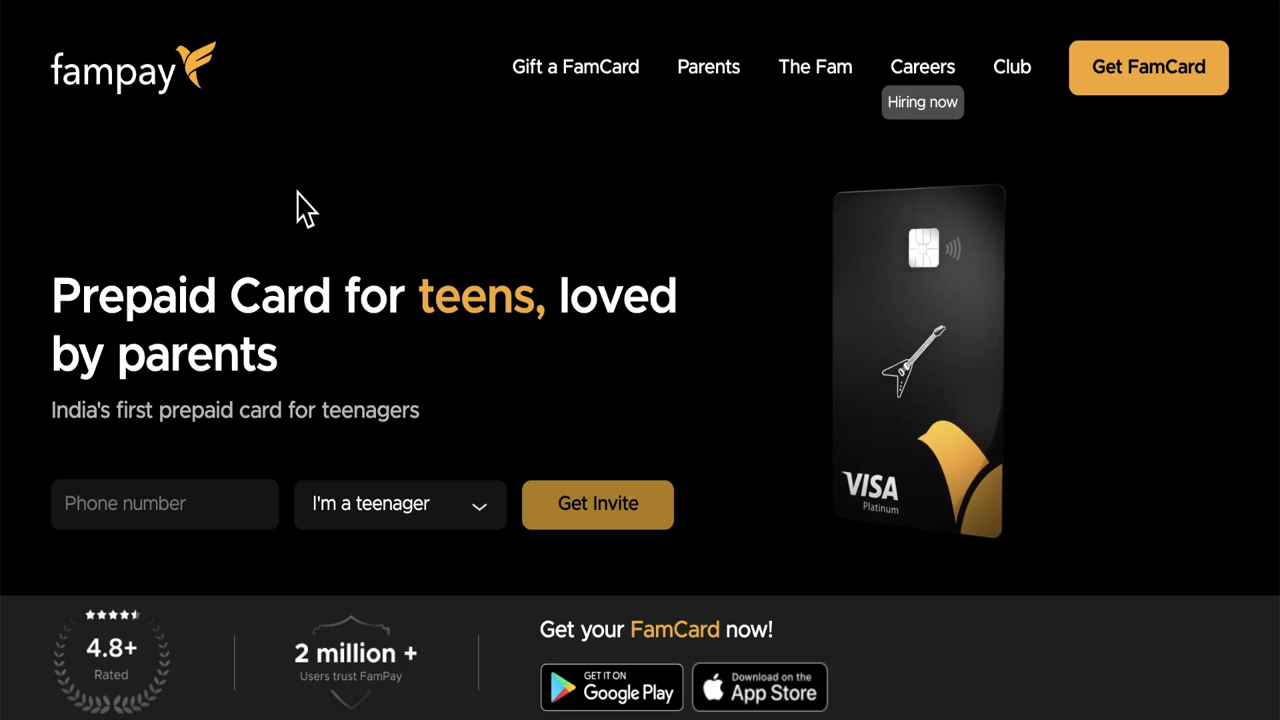 fampay
Gift a FamCard
Parents
The Fam
Careers
Club
Get FamCard
Hiring now
Prepaid Card for teens, loved
by parents
India's first prepaid card for teenagers
Phone number
I'm a teenager
Get Invite
VISA
Platinum
4.8+
Rated
2 million +
Users trust FamPay
Get your FamCard now!
GET IT ON
Google Play
Download on the
App Store